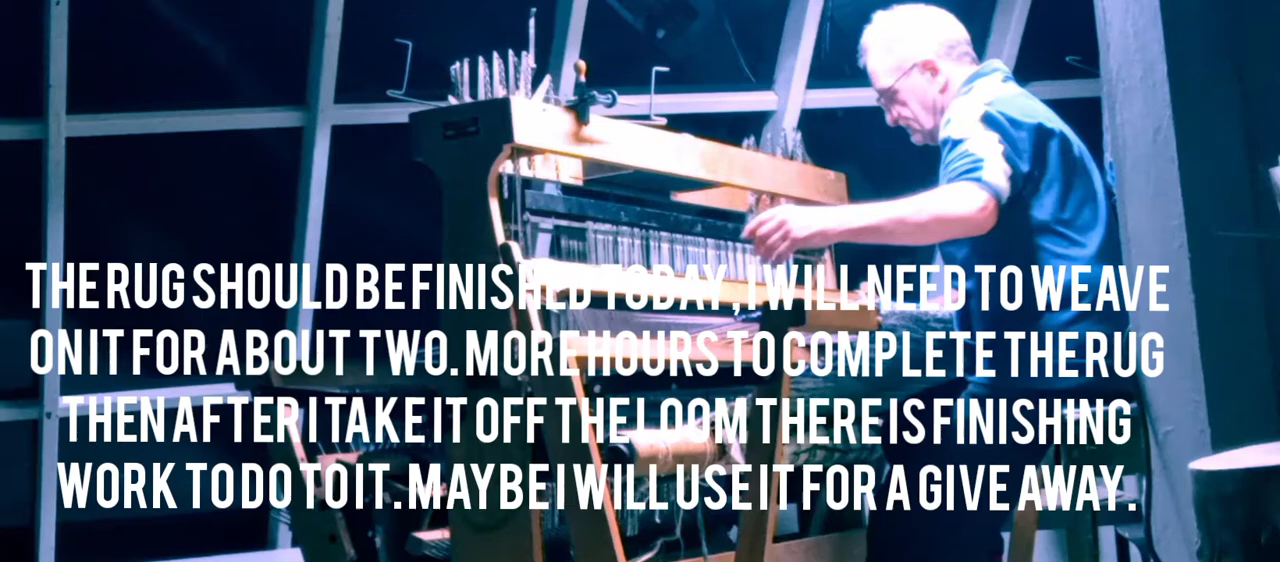 THE RUG SHOULD BE FINISHED TODAY, I WILL NEED TO WEAVE
ON IT FOR ABOUT TWO. MORE HOURS TO COMPLETE THE RUG
THEN AFTER I TAKE IT OFF THE LOOM THERE IS FINISHING
WORK TO DO TO IT. MAYBE I WILL USE IT FOR A GIVE AWAY.